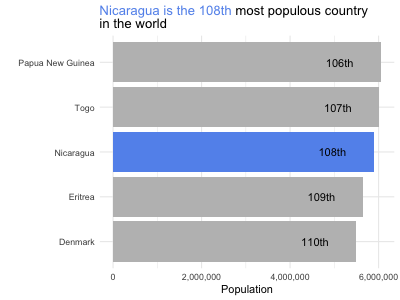 Nicaragua is the 108th most populous country
in the world
Papua New Guinea
106th
Togo
107th
Nicaragua
108th
Eritrea
109th
Denmark
110th
0
2,000,000
4,000,000
6,000,000
Population